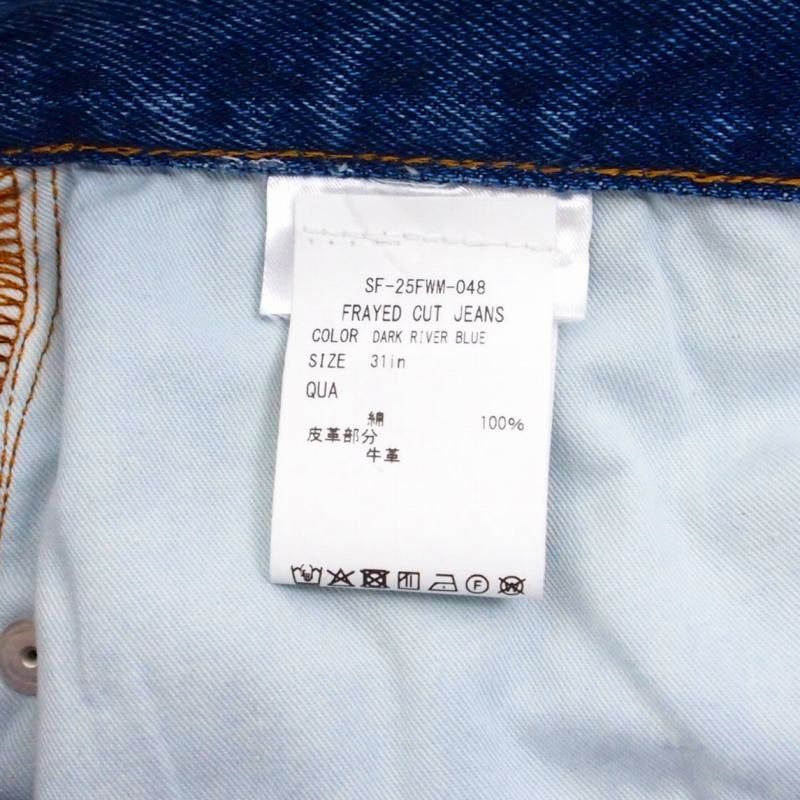 SF-25FWM-048
FRAYED CUT JEANS
COLOR DARK RIVER BLUE
SIZE 31in
QUA
綿 100%
皮革部分
牛革
F
W